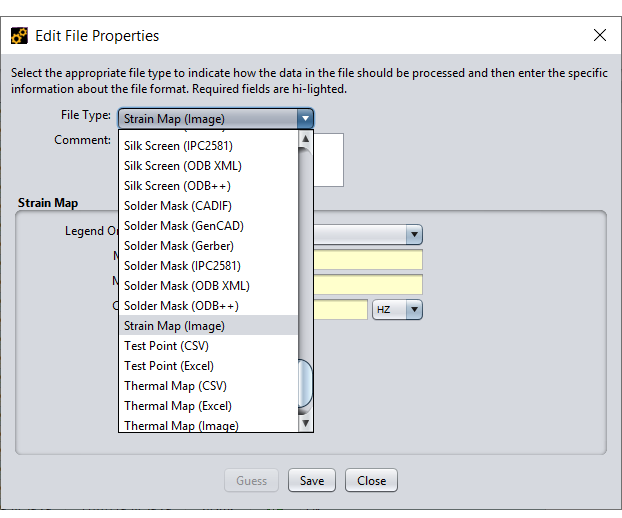 Edit File Properties
Select the appropriate file type to indicate how the data in the file should be processed and then enter the specific
information about the file format. Required fields are hi-lighted.
File Type: Strain Map (Image)
Comment:
Silk Screen (IPC2581)
Silk Screen (ODB XML)
Silk Screen (ODB++)
Solder Mask (CADIF)
Strain Map
Solder Mask (GenCAD)
Legend O
Solder Mask (Gerber)
Solder Mask (IPC2581)
Solder Mask (ODB XML)
Solder Mask (ODB++)
HZ
Strain Map (Image)
Test Point (CSV)
Test Point (Excel)
Thermal Map (CSV)
Thermal Map (Excel)
Thermal Map (Image)
Guess Save Close